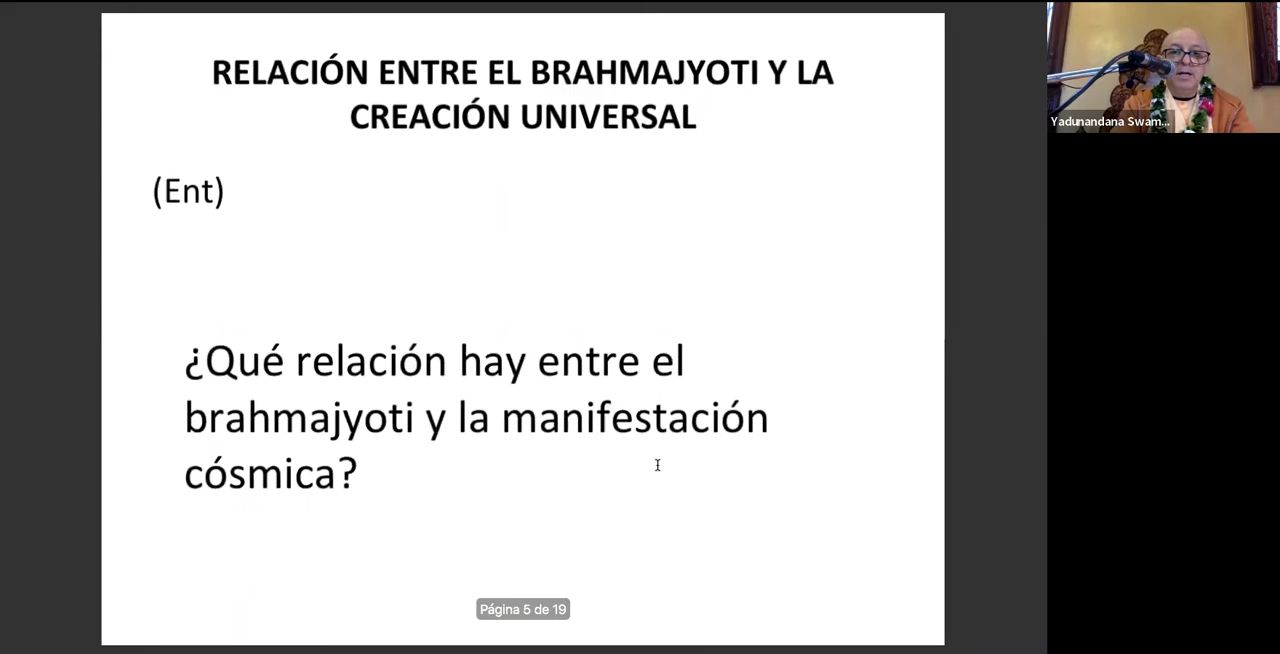 RELACIÓN ENTRE EL BRAHMAJYOTI Y LA
CREACIÓN UNIVERSAL
(Ent)
¿Qué relación hay entre el
brahmajyoti y la manifestación
cósmica?
Página 5 de 19
Yadunandana Swam...